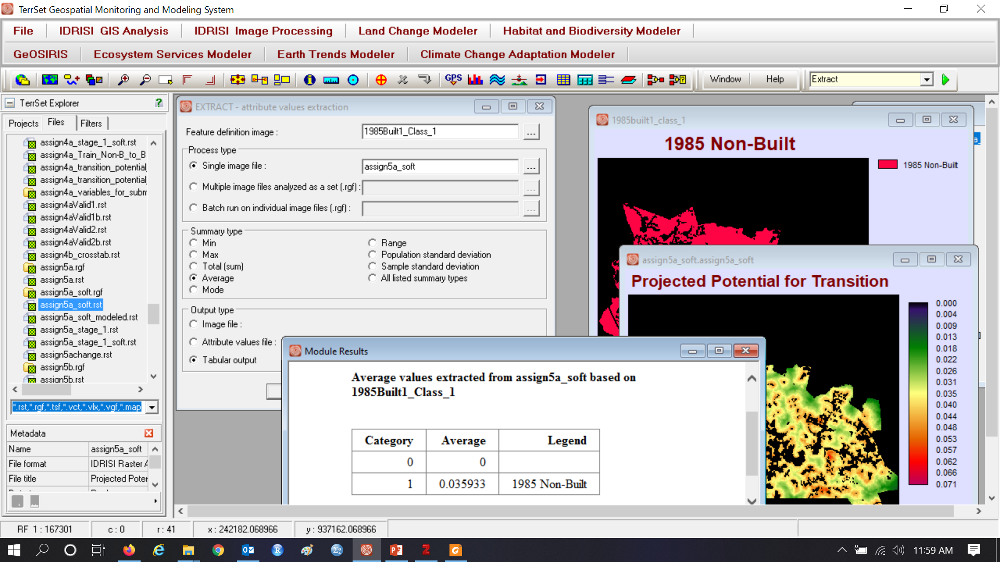 TerrSet Geospatial Monitoring and Modeling System
File IDRISI GIS Analysis IDRISI Image Processing Land Change Modeler Habitat and Biodiversity Modeler
GeOSIRIS Ecosystem Services Modeler Earth Trends Modeler Climate Change Adaptation Modeler
GPS Window Help Extract
TerrSet Explorer
Projects Files Filters
assign4a_stage_1_soft.rst
assign4a_Train_Non-B_to_B
assign4a_transition_potential_
assign4a_transition_potential_
assign4a_variables_for_subm
assign4aValid1.rst
assign4aValid1b.rst
assign4aValid2.rst
assign4aValid2b.rst
assign4b_crosstab.rst
assign5a.rgf
assign5a.rst
assign5a_soft.rgf
assign5a_soft.rst
assign5a_soft_modeled.rst
assign5a_stage_1.rst
assign5a_stage_1_soft.rst
assign5achange.rst
assign5b.rgf
assign5b.rst
*.rst,*.rgf,*.tsf,*.vct,*.vlx,*.vgf,*.map
Metadata
Name assign5a_soft
File format IDRISI Raster A
File title Projected Poter
EXTRACT - attribute values extraction
Feature definition image : 1985Built1_Class_1 ...
Process type
Single image file : assign5a_soft ...
Multiple image files analyzed as a set (.rgf) : ...
Batch run on individual image files (.rgf) : ...
Summary type
Min
Max
Total (sum)
Average
Mode
Range
Population standard deviation
Sample standard deviation
All listed summary types
Output type
Image file :
Attribute values file :
Tabular output
1985built1_class_1
1985 Non-Built
1985 Non-Built
assign5a_soft.assign5a_soft
Projected Potential for Transition
0.000
0.004
0.009
0.013
0.018
0.022
0.026
0.031
0.035
0.040
0.044
0.048
0.053
0.057
0.062
0.066
0.071
Module Results
Average values extracted from assign5a_soft based on
1985Built1_Class_1
Category Average Legend
0 0
1 0.035933 1985 Non-Built
RF 1 : 167301 c : 0 r : 41 x : 242182.068966 y : 937162.068966
11:59 AM